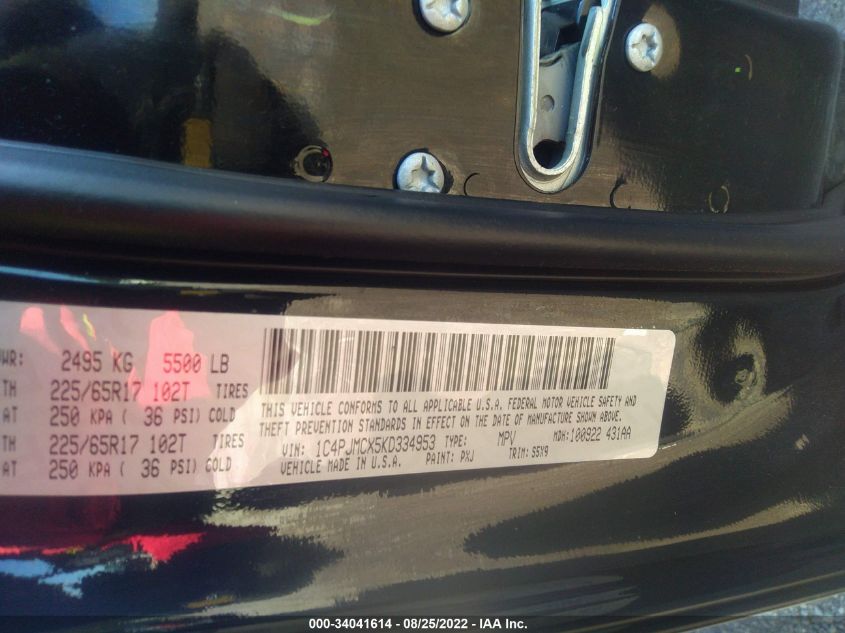 WR: 2495 KG 5500 LB
TH 225/65R17 102T TIRES
AT 250 KPA ( 36 PSI) COLD
TH 225/65R17 102T TIRES
AT 250 KPA ( 36 PSI) COLD
THIS VEHICLE CONFORMS TO ALL APPLICABLE U.S.A. FEDERAL MOTOR VEHICLE SAFETY AND
THEFT PREVENTION STANDARDS IN EFFECT ON THE DATE OF MANUFACTURE SHOWN ABOVE.
VIN: 1C4PJMCX5KD334953 TYPE: MPV MDH: 100922 431AA
VEHICLE MADE IN U.S.A. PAINT: PXJ TRIM: S5X9
000-34041614 - 08/25/2022 - IAA Inc.